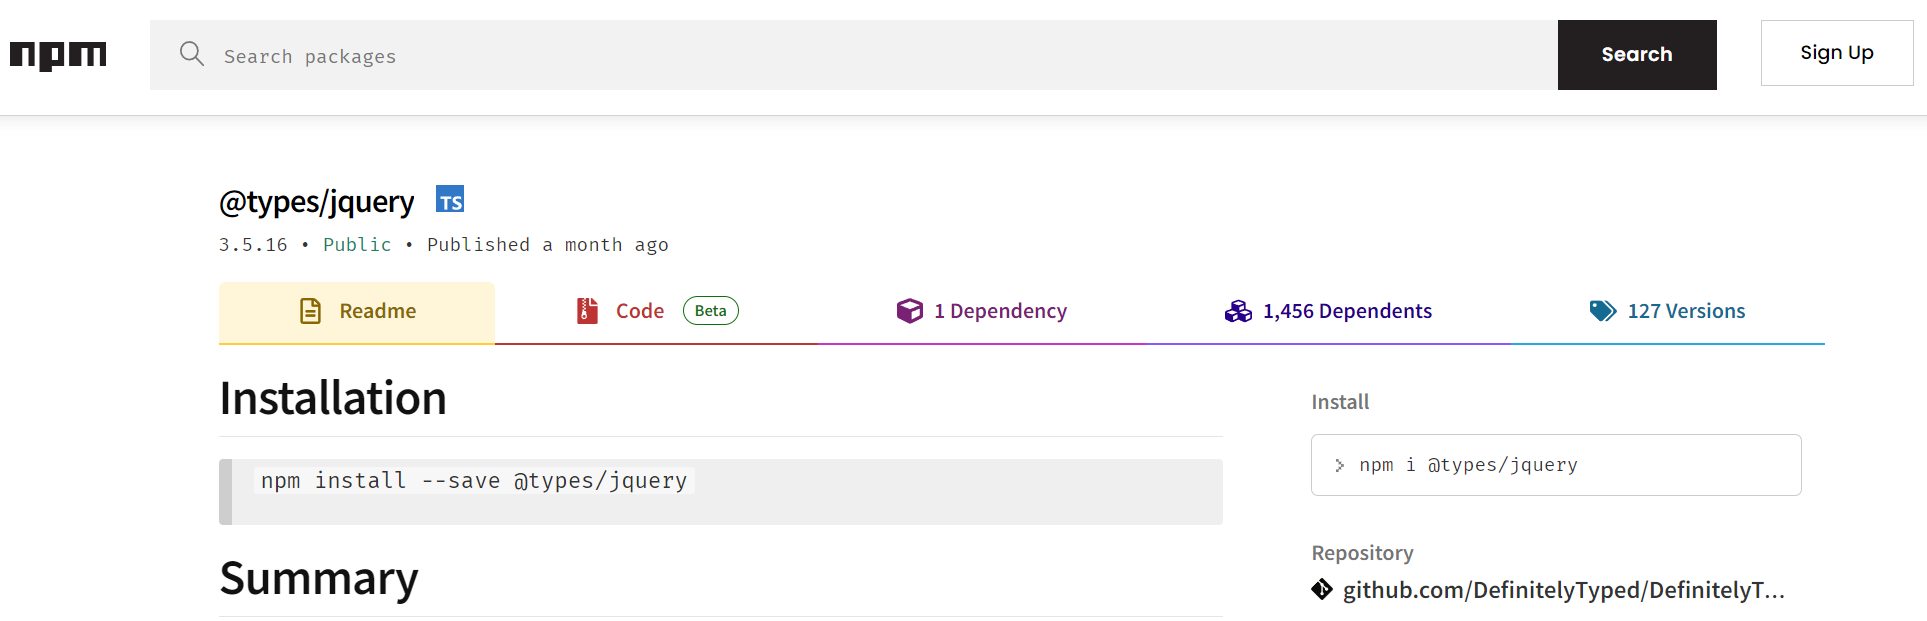 npm
Search packages
Search
Sign Up
@types/jquery TS
3.5.16 • Public • Published a month ago
Readme
Code Beta
1 Dependency
1,456 Dependents
127 Versions
Installation
npm install --save @types/jquery
Summary
Install
> npm i @types/jquery
Repository
github.com/DefinitelyTyped/DefinitelyT...